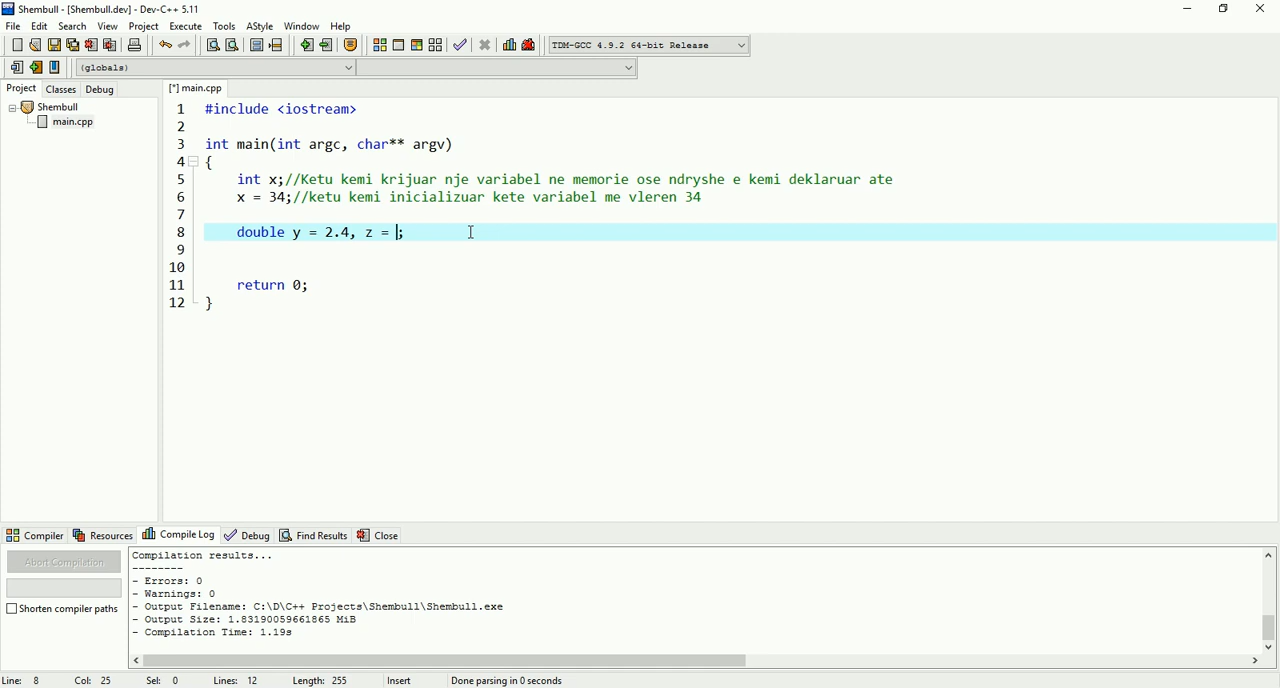 Shembull - [Shembull.dev] - Dev-C++ 5.11
File Edit Search View Project Execute Tools AStyle Window Help
TDM-GCC 4.9.2 64-bit Release
(globals)
Project Classes Debug
[*] main.cpp
Shembull
main.cpp
1 #include <iostream>
2
3 int main(int argc, char** argv)
4 {
5 int x;//Ketu kemi krijuar nje variabel ne memorie ose ndryshe e kemi deklaruar ate
6 x = 34;//ketu kemi inicializuar kete variabel me vleren 34
7
8 double y = 2.4, z = ;
9
10
11 return 0;
12 }
Compiler Resources Compile Log Debug Find Results Close
Abort Compilation
Shorten compiler paths
Compilation results...
--------
- Errors: 0
- Warnings: 0
- Output Filename: C:\D\C++ Projects\Shembull\Shembull.exe
- Output Size: 1.83190059661865 MiB
- Compilation Time: 1.19s
Line: 8 Col: 25 Sel: 0 Lines: 12 Length: 255 Insert Done parsing in 0 seconds